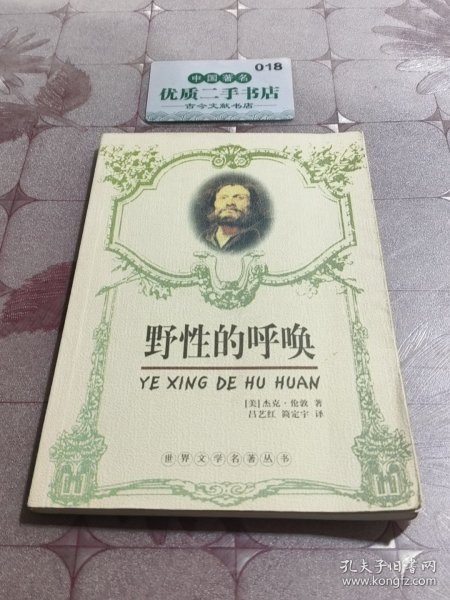 018
中国著名
优质二手书店
古今文献书店
野性的呼唤
YE XING DE HU HUAN
[美]杰克·伦敦 著
吕艺红 简定宇 译
世界文学名著丛书
孔夫子旧书网
www.kongfz.com